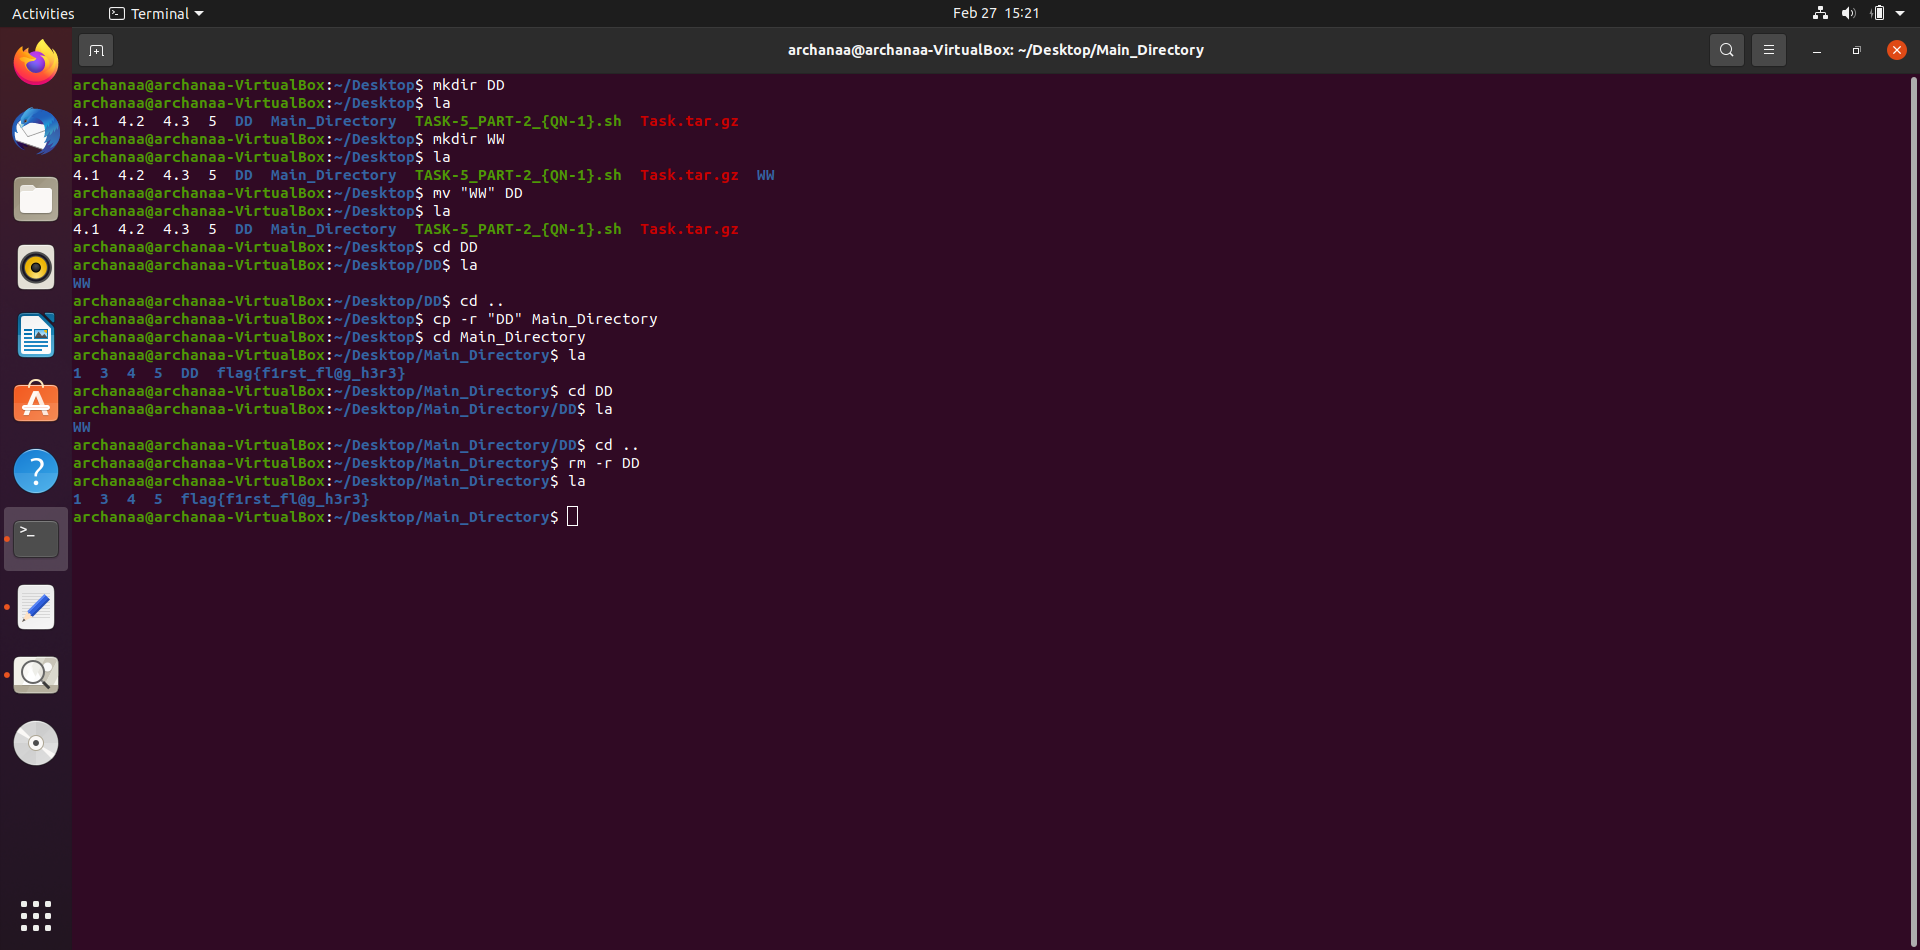 Activities Terminal Feb 27 15:21
archanaa@archanaa-VirtualBox: ~/Desktop/Main_Directory
archanaa@archanaa-VirtualBox:~/Desktop$ mkdir DD
archanaa@archanaa-VirtualBox:~/Desktop$ la
4.1  4.2  4.3  5  DD  Main_Directory  TASK-5_PART-2_{QN-1}.sh  Task.tar.gz
archanaa@archanaa-VirtualBox:~/Desktop$ mkdir WW
archanaa@archanaa-VirtualBox:~/Desktop$ la
4.1  4.2  4.3  5  DD  Main_Directory  TASK-5_PART-2_{QN-1}.sh  Task.tar.gz  WW
archanaa@archanaa-VirtualBox:~/Desktop$ mv "WW" DD
archanaa@archanaa-VirtualBox:~/Desktop$ la
4.1  4.2  4.3  5  DD  Main_Directory  TASK-5_PART-2_{QN-1}.sh  Task.tar.gz
archanaa@archanaa-VirtualBox:~/Desktop$ cd DD
archanaa@archanaa-VirtualBox:~/Desktop/DD$ la
WW
archanaa@archanaa-VirtualBox:~/Desktop/DD$ cd ..
archanaa@archanaa-VirtualBox:~/Desktop$ cp -r "DD" Main_Directory
archanaa@archanaa-VirtualBox:~/Desktop$ cd Main_Directory
archanaa@archanaa-VirtualBox:~/Desktop/Main_Directory$ la
1  3  4  5  DD  flag{f1rst_fl@g_h3r3}
archanaa@archanaa-VirtualBox:~/Desktop/Main_Directory$ cd DD
archanaa@archanaa-VirtualBox:~/Desktop/Main_Directory/DD$ la
WW
archanaa@archanaa-VirtualBox:~/Desktop/Main_Directory/DD$ cd ..
archanaa@archanaa-VirtualBox:~/Desktop/Main_Directory$ rm -r DD
archanaa@archanaa-VirtualBox:~/Desktop/Main_Directory$ la
1  3  4  5  flag{f1rst_fl@g_h3r3}
archanaa@archanaa-VirtualBox:~/Desktop/Main_Directory$